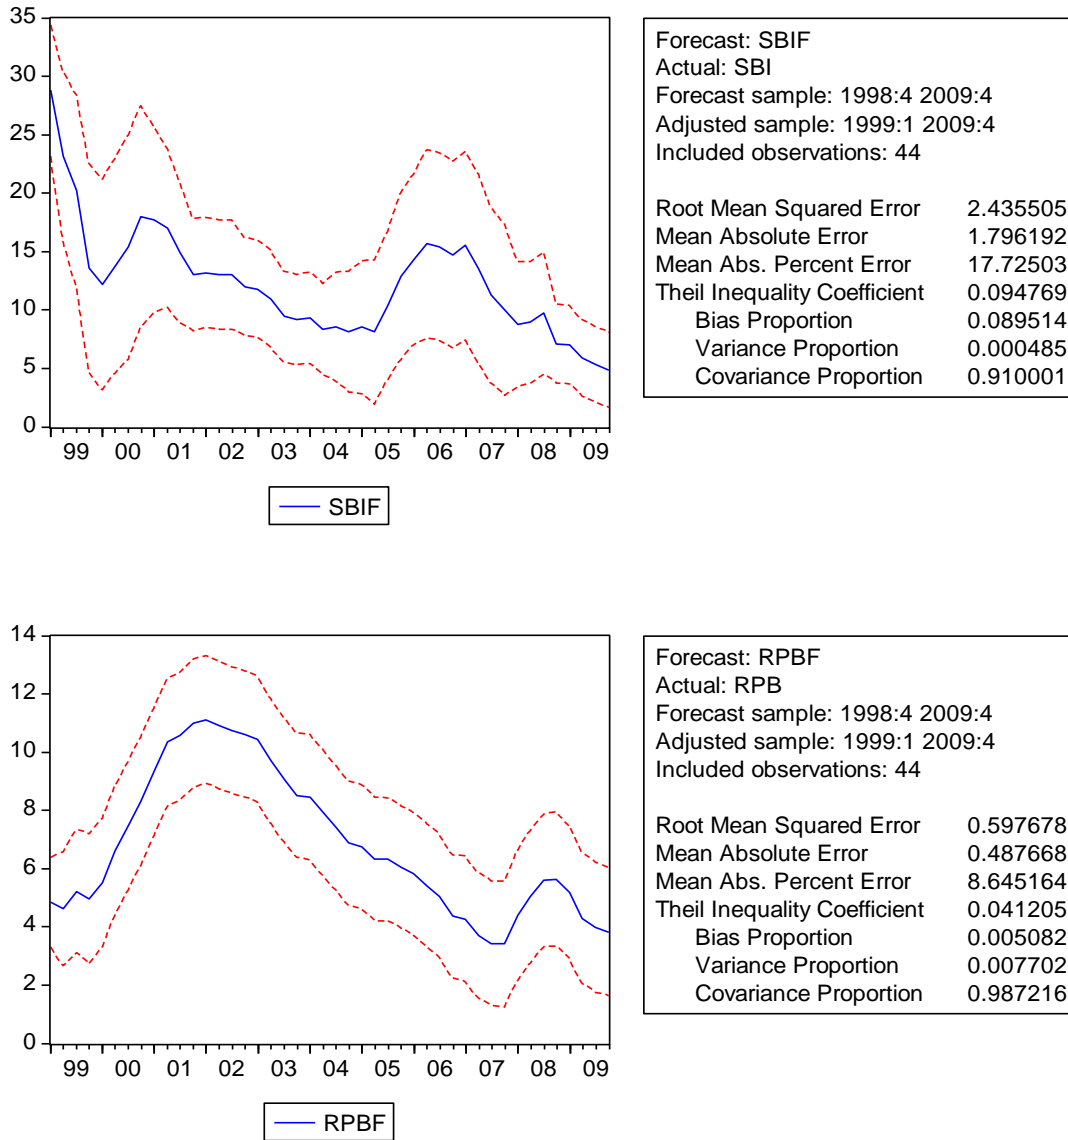 35
30
25
20
15
10
5
0
99 00 01 02 03 04 05 06 07 08 09
SBIF
Forecast: SBIF
Actual: SBI
Forecast sample: 1998:4 2009:4
Adjusted sample: 1999:1 2009:4
Included observations: 44
Root Mean Squared Error 2.435505
Mean Absolute Error 1.796192
Mean Abs. Percent Error 17.72503
Theil Inequality Coefficient 0.094769
Bias Proportion 0.089514
Variance Proportion 0.000485
Covariance Proportion 0.910001
14
12
10
8
6
4
2
0
99 00 01 02 03 04 05 06 07 08 09
RPBF
Forecast: RPBF
Actual: RPB
Forecast sample: 1998:4 2009:4
Adjusted sample: 1999:1 2009:4
Included observations: 44
Root Mean Squared Error 0.597678
Mean Absolute Error 0.487668
Mean Abs. Percent Error 8.645164
Theil Inequality Coefficient 0.041205
Bias Proportion 0.005082
Variance Proportion 0.007702
Covariance Proportion 0.987216